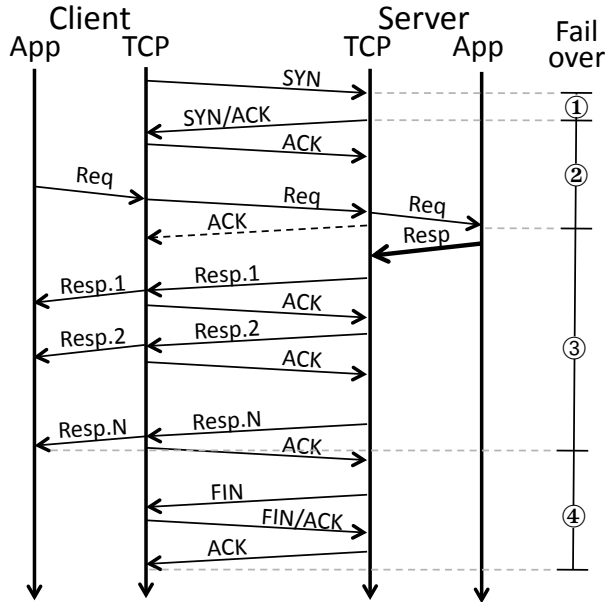 Client Server Fail over
App TCP TCP App
SYN
①
SYN/ACK
ACK
②
Req
Req
Req
ACK
Resp
Resp.1
Resp.1
ACK
Resp.2
Resp.2
③
ACK
Resp.N
Resp.N
ACK
FIN
FIN/ACK
④
ACK